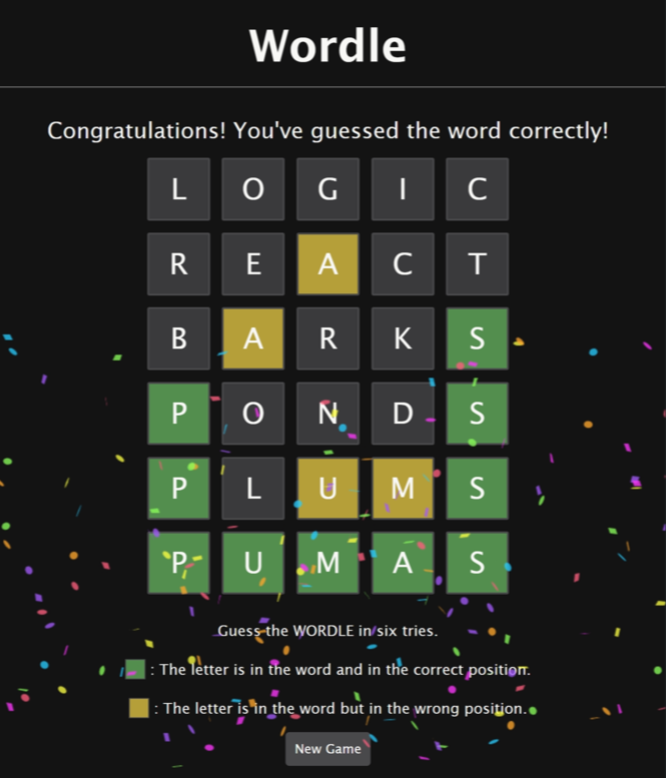 Wordle
Congratulations! You've guessed the word correctly!
L O G I C
R E A C T
B A R K S
P O N D S
P L U M S
P U M A S
Guess the WORDLE in six tries.
: The letter is in the word and in the correct position.
: The letter is in the word but in the wrong position.
New Game